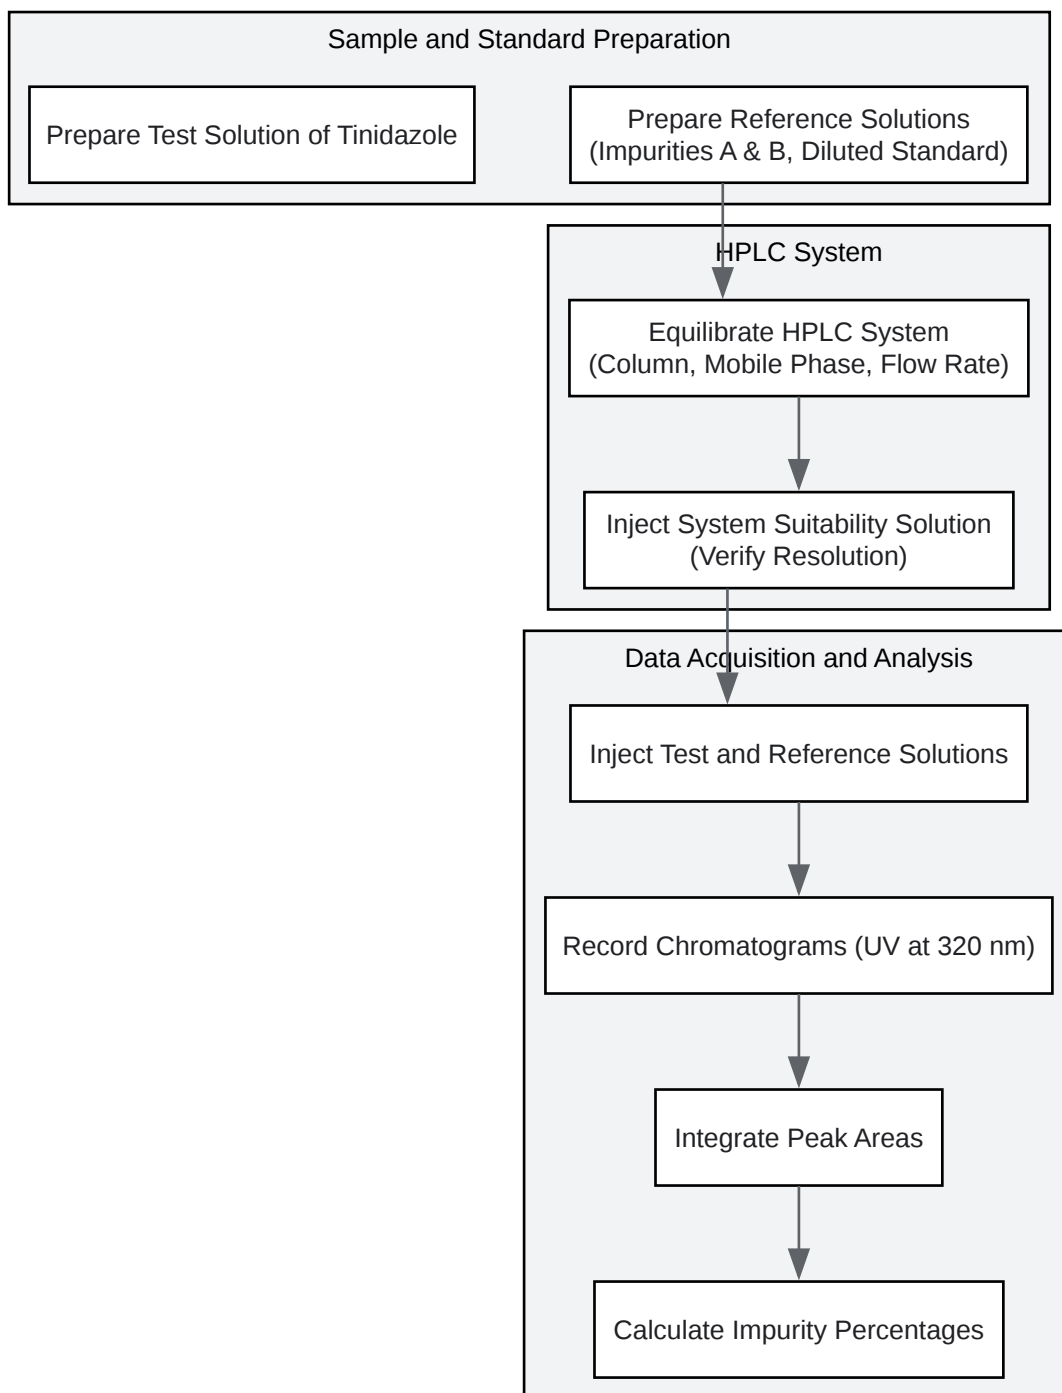 Sample and Standard Preparation
Prepare Test Solution of Tinidazole
Prepare Reference Solutions
(Impurities A & B, Diluted Standard)
HPLC System
Equilibrate HPLC System
(Column, Mobile Phase, Flow Rate)
Inject System Suitability Solution
(Verify Resolution)
Data Acquisition and Analysis
Inject Test and Reference Solutions
Record Chromatograms (UV at 320 nm)
Integrate Peak Areas
Calculate Impurity Percentages